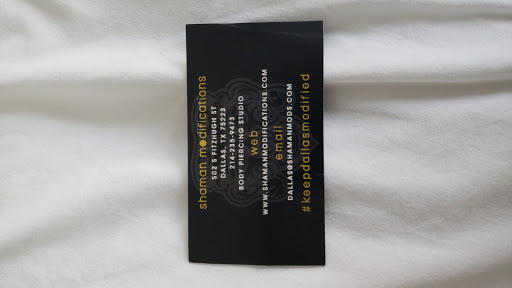 shaman modifications
502 S FITZHUGH ST
DALLAS, TX 75223
214-235-9473
BODY PIERCING STUDIO
web
WWW.SHAMANMODIFICATIONS.COM
email
DALLAS@SHAMANMODS.COM
#keepdallasmodified